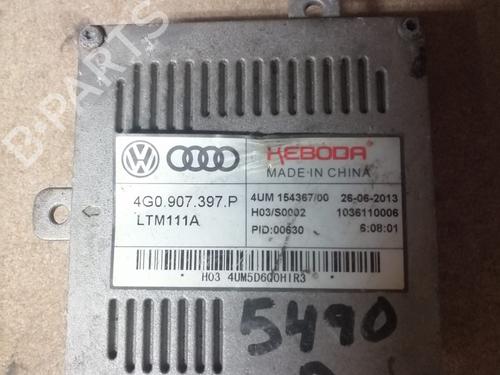 B-PARTS
KEBODA
MADE·IN CHINA
4G0.907.397.P
LTM111A
4UM 154367/00 26-06-2013
H03/S0002 1036110006
PID:00630 6:08:01
H03 4UM5D6Q0HIR3
5490